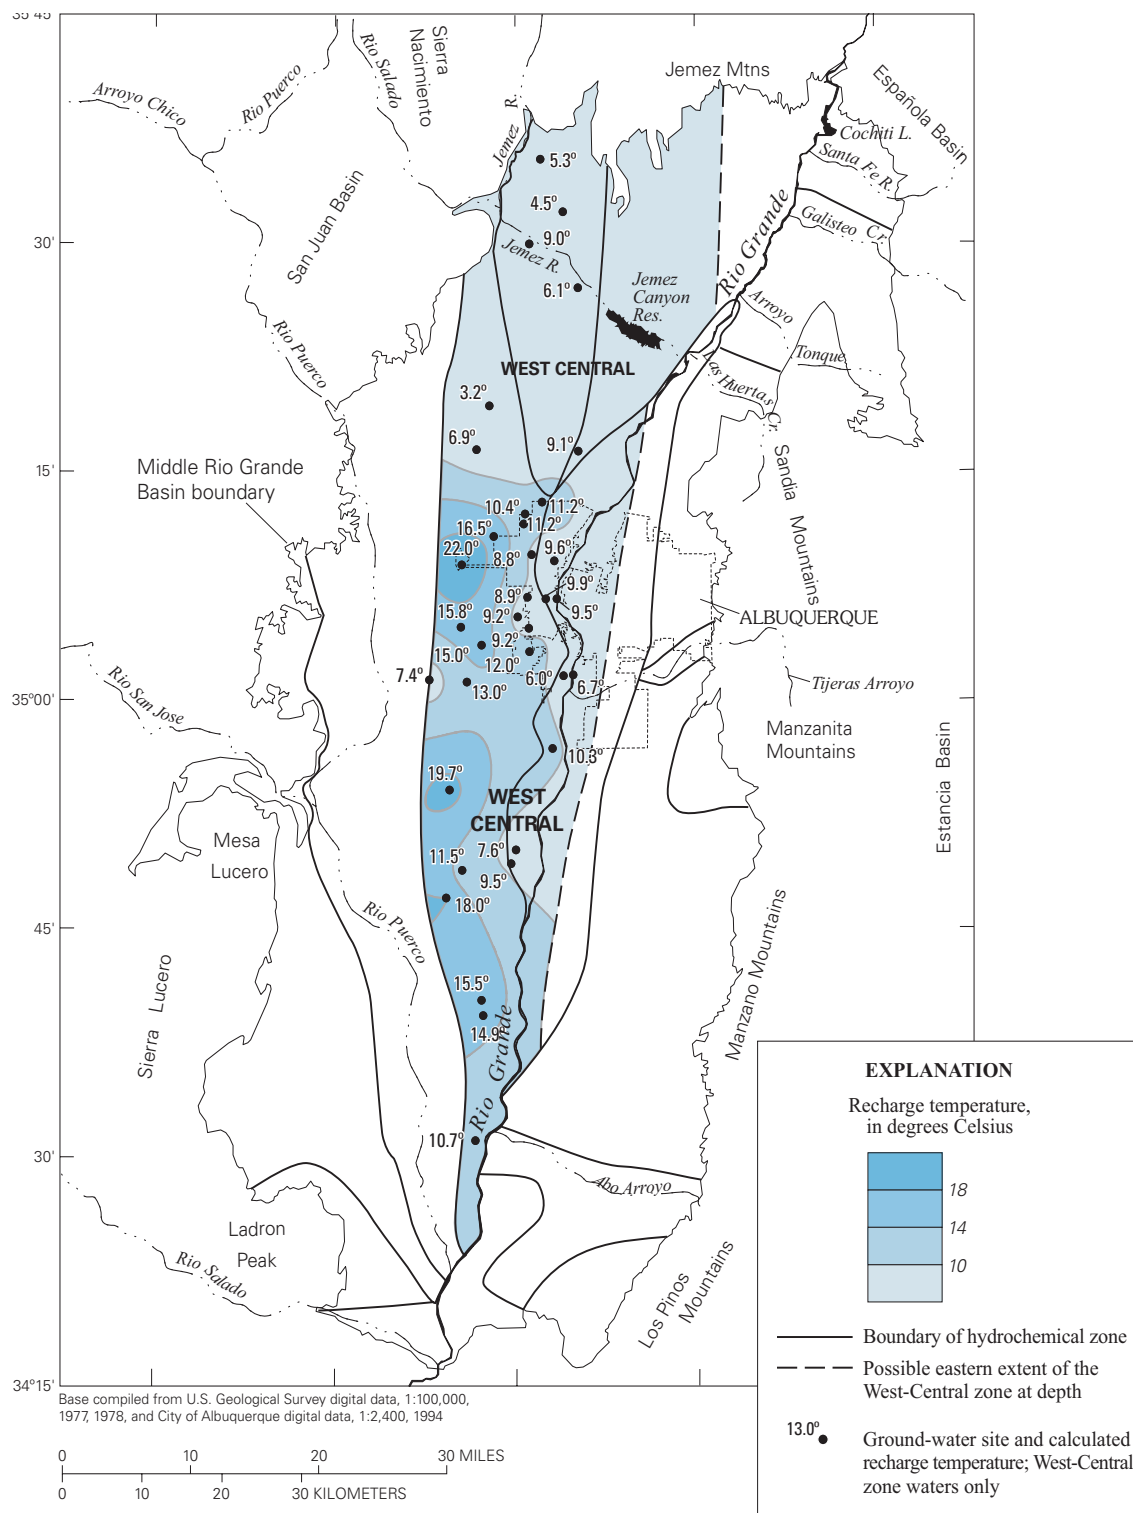 35°45'
Sierra
Nacimiento
Rio Salado
Jemez Mtns
Española Basin
Arroyo Chico
Rio Puerco
Jemez R.
Cochiti L.
Santa Fe R.
5.3°
4.5°
San Juan Basin
Rio Grande
Galisteo Cr
30'
9.0°
Jemez R.
6.1°
Jemez
Canyon
Res.
Arroyo
Tonque
Rio Puerco
WEST CENTRAL
Las Huertas Cr.
3.2°
6.9°
9.1°
Sandia Mountains
15'
Middle Rio Grande
Basin boundary
10.4°
11.2°
11.2°
16.5°
22.0°
8.8°
9.6°
9.9°
8.9°
9.5°
15.8°
9.2°
ALBUQUERQUE
9.2°
15.0°
12.0°
7.4°
13.0°
6.0°
6.7°
Tijeras Arroyo
Rio San Jose
35°00'
Manzanita
Mountains
10.3°
Estancia Basin
19.7°
WEST
CENTRAL
Mesa
Lucero
7.6°
11.5°
9.5°
18.0°
Rio Puerco
45'
Manzano Mountains
Sierra Lucero
15.5°
14.9°
Rio Grande
10.7°
30'
Abo Arroyo
Ladron
Peak
Rio Salado
Los Pinos
Mountains
34°15'
EXPLANATION
Recharge temperature,
in degrees Celsius
18
14
10
Boundary of hydrochemical zone
Possible eastern extent of the
West-Central zone at depth
13.0°
Ground-water site and calculated
recharge temperature; West-Central
zone waters only
Base compiled from U.S. Geological Survey digital data, 1:100,000,
1977, 1978, and City of Albuquerque digital data, 1:2,400, 1994
0 10 20 30 MILES
0 10 20 30 KILOMETERS